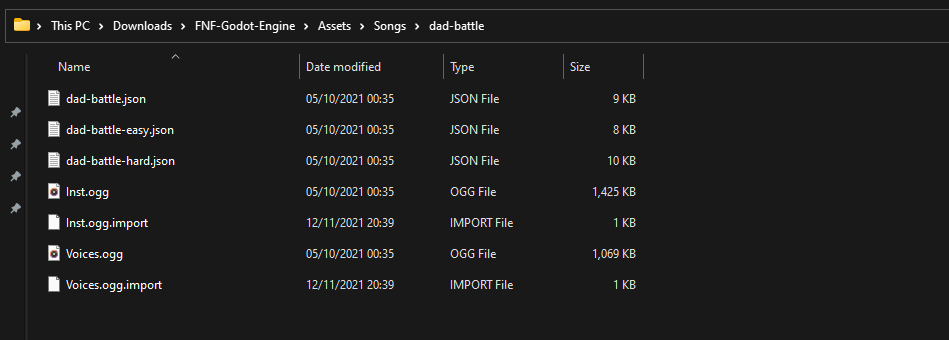 This PC > Downloads > FNF-Godot-Engine > Assets > Songs > dad-battle
Name Date modified Type Size
dad-battle.json 05/10/2021 00:35 JSON File 9 KB
dad-battle-easy.json 05/10/2021 00:35 JSON File 8 KB
dad-battle-hard.json 05/10/2021 00:35 JSON File 10 KB
Inst.ogg 05/10/2021 00:35 OGG File 1,425 KB
Inst.ogg.import 12/11/2021 20:39 IMPORT File 1 KB
Voices.ogg 05/10/2021 00:35 OGG File 1,069 KB
Voices.ogg.import 12/11/2021 20:39 IMPORT File 1 KB